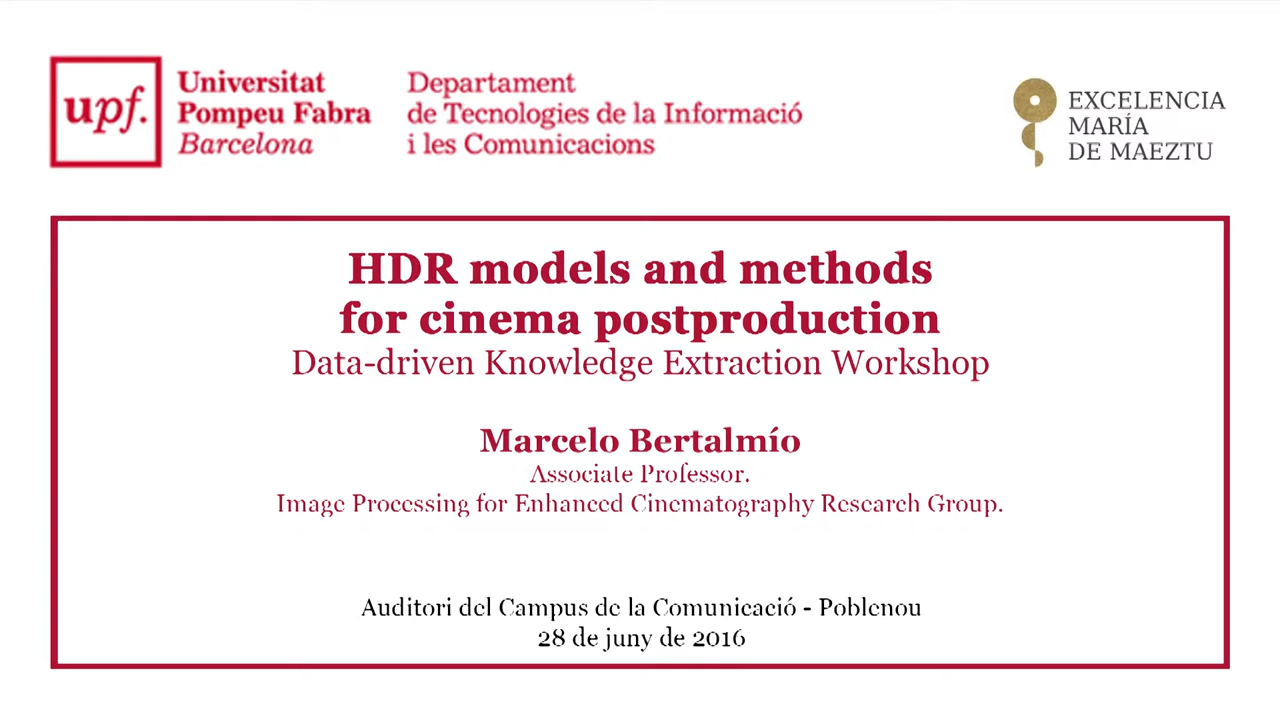 upf.
Universitat
Pompeu Fabra
Barcelona
Departament
de Tecnologies de la Informació
i les Comunicacions
EXCELENCIA
MARÍA
DE MAEZTU
HDR models and methods
for cinema postproduction
Data-driven Knowledge Extraction Workshop
Marcelo Bertalmío
Associate Professor.
Image Processing for Enhanced Cinematography Research Group.
Auditori del Campus de la Comunicació - Poblenou
28 de juny de 2016